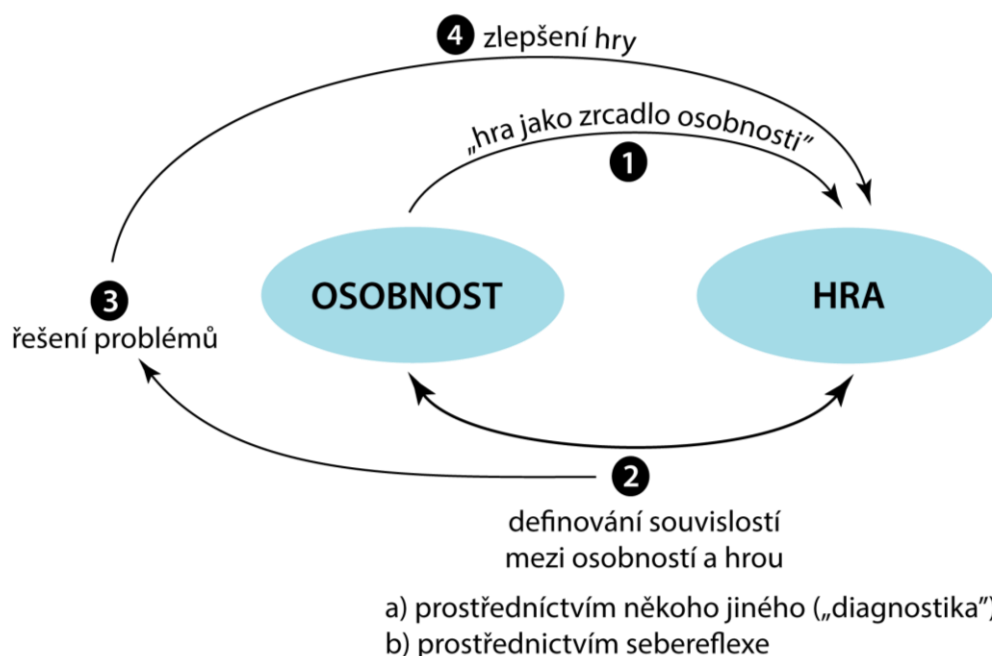 4 zlepšení hry
„hra jako zrcadlo osobnosti”
1
OSOBNOST
HRA
3
řešení problémů
2
definování souvislostí
mezi osobností a hrou
a) prostředníctvím někoho jiného („diagnostika”)
b) prostřednictvím sebereflexe